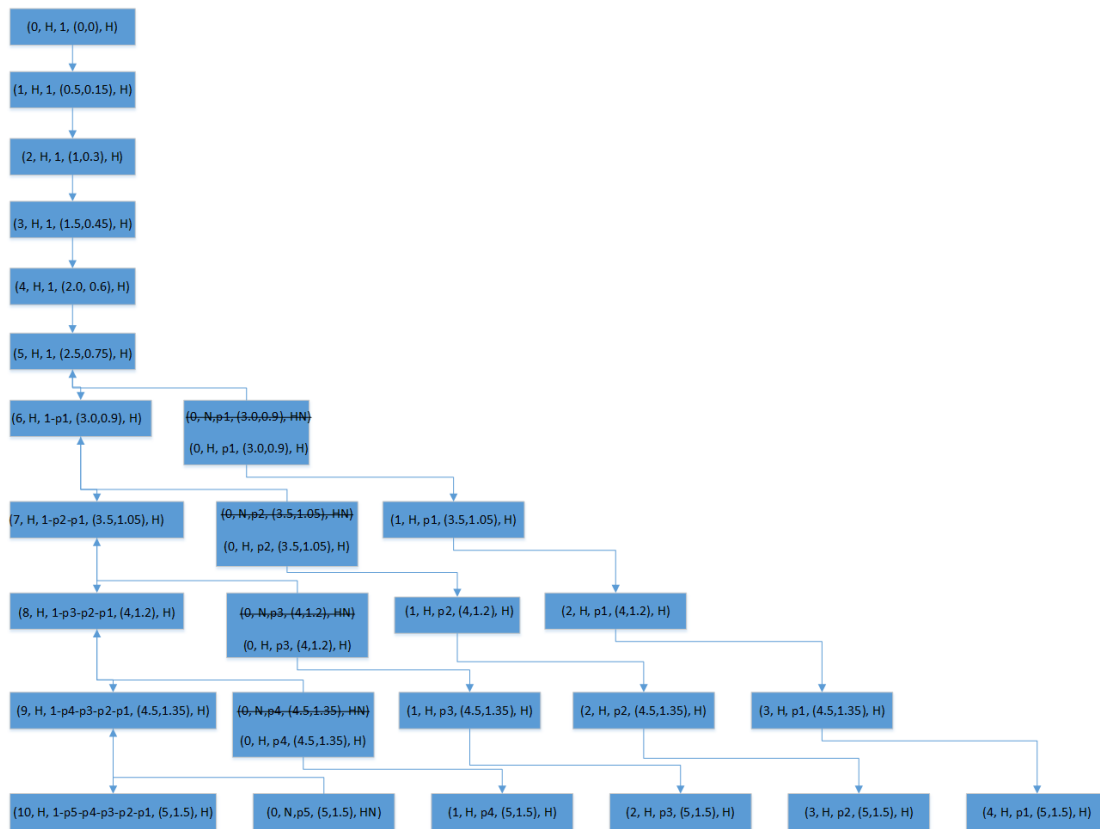 (0, H, 1, (0,0), H)
(1, H, 1, (0.5,0.15), H)
(2, H, 1, (1,0.3), H)
(3, H, 1, (1.5,0.45), H)
(4, H, 1, (2.0, 0.6), H)
(5, H, 1, (2.5,0.75), H)
(6, H, 1-p1, (3.0,0.9), H)
(0, N,p1, (3.0,0.9), HN)
(0, H, p1, (3.0,0.9), H)
(7, H, 1-p2-p1, (3.5,1.05), H)
(0, N,p2, (3.5,1.05), HN)
(0, H, p2, (3.5,1.05), H)
(1, H, p1, (3.5,1.05), H)
(8, H, 1-p3-p2-p1, (4,1.2), H)
(0, N,p3, (4,1.2), HN)
(0, H, p3, (4,1.2), H)
(1, H, p2, (4,1.2), H)
(2, H, p1, (4,1.2), H)
(9, H, 1-p4-p3-p2-p1, (4.5,1.35), H)
(0, N,p4, (4.5,1.35), HN)
(0, H, p4, (4.5,1.35), H)
(1, H, p3, (4.5,1.35), H)
(2, H, p2, (4.5,1.35), H)
(3, H, p1, (4.5,1.35), H)
(10, H, 1-p5-p4-p3-p2-p1, (5,1.5), H)
(0, N,p5, (5,1.5), HN)
(1, H, p4, (5,1.5), H)
(2, H, p3, (5,1.5), H)
(3, H, p2, (5,1.5), H)
(4, H, p1, (5,1.5), H)